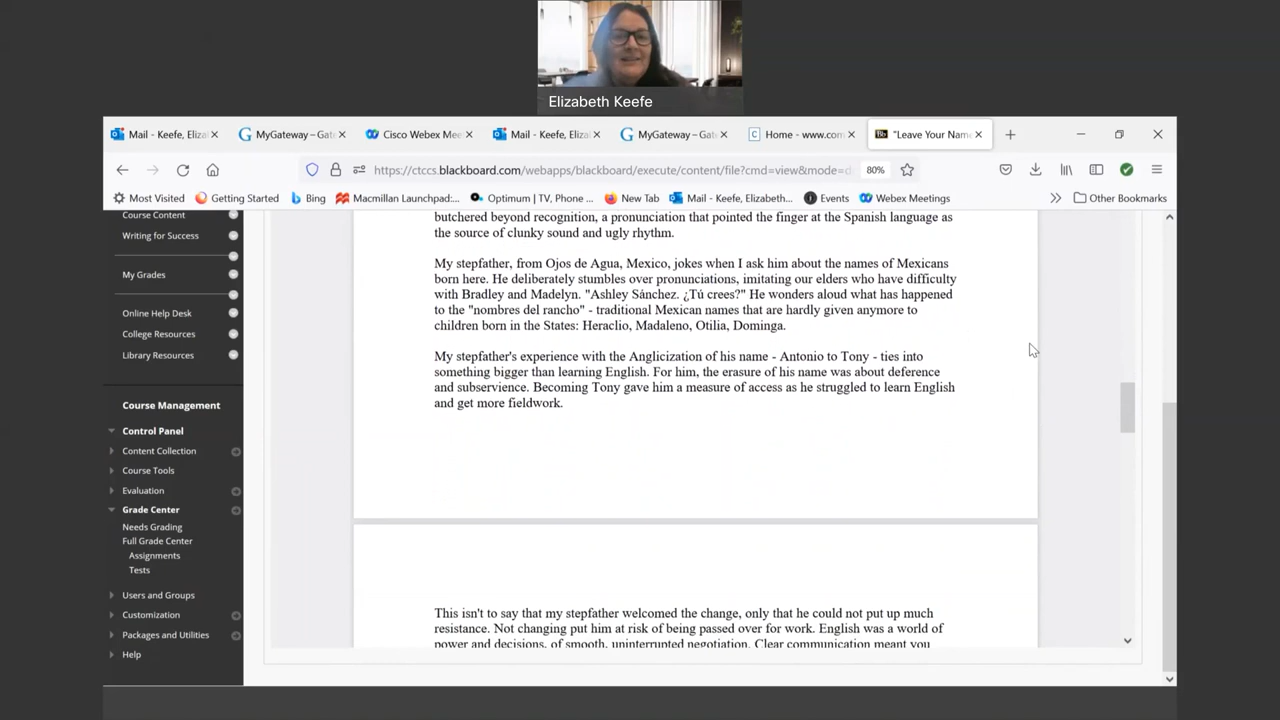 Elizabeth Keefe
Mail - Keefe, Eliza
MyGateway – Gate
Cisco Webex Mee
Mail - Keefe, Eliza
MyGateway – Gat
Home - www.com
"Leave Your Nam
https://ctccs.blackboard.com/webapps/blackboard/execute/content/file?cmd=view&mode=d
80%
Most Visited
Getting Started
Bing
Macmillan Launchpad:...
Optimum | TV, Phone ...
New Tab
Mail - Keefe, Elizabeth...
Events
Webex Meetings
Other Bookmarks
Course Content
Writing for Success
My Grades
Online Help Desk
College Resources
Library Resources
Course Management
Control Panel
Content Collection
Course Tools
Evaluation
Grade Center
Needs Grading
Full Grade Center
Assignments
Tests
Users and Groups
Customization
Packages and Utilities
Help
butchered beyond recognition, a pronunciation that pointed the finger at the Spanish language as
the source of clunky sound and ugly rhythm.
My stepfather, from Ojos de Agua, Mexico, jokes when I ask him about the names of Mexicans
born here. He deliberately stumbles over pronunciations, imitating our elders who have difficulty
with Bradley and Madelyn. "Ashley Sánchez. ¿Tú crees?" He wonders aloud what has happened
to the "nombres del rancho" - traditional Mexican names that are hardly given anymore to
children born in the States: Heraclio, Madaleno, Otilia, Dominga.
My stepfather's experience with the Anglicization of his name - Antonio to Tony - ties into
something bigger than learning English. For him, the erasure of his name was about deference
and subservience. Becoming Tony gave him a measure of access as he struggled to learn English
and get more fieldwork.
This isn't to say that my stepfather welcomed the change, only that he could not put up much
resistance. Not changing put him at risk of being passed over for work. English was a world of
power and decisions, of smooth, uninterrupted negotiation. Clear communication meant you